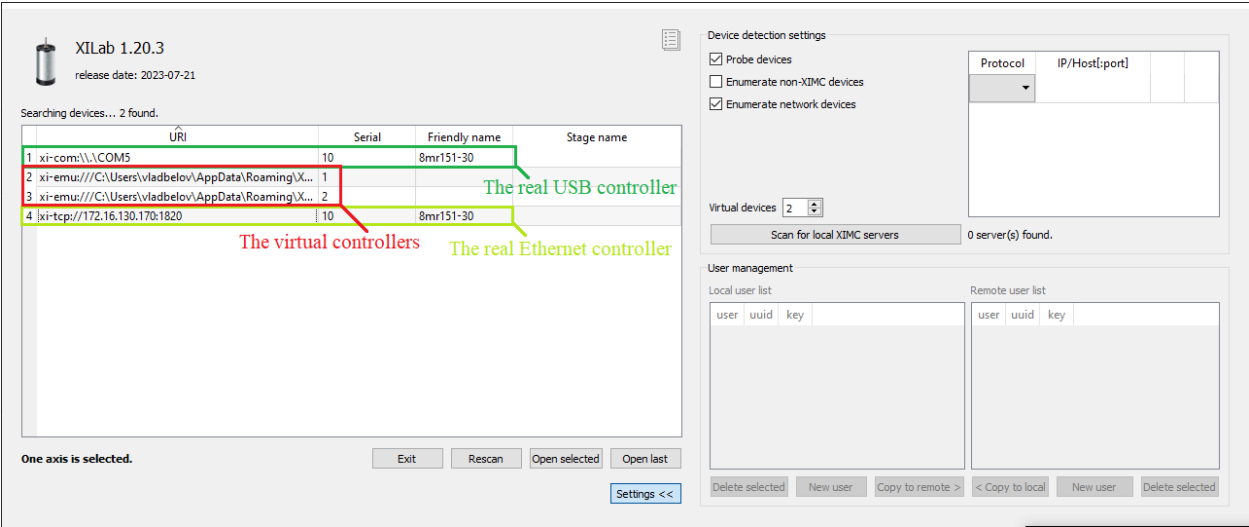 XILab 1.20.3
release date: 2023-07-21
Searching devices... 2 found.
URI Serial Friendly name Stage name
1 xi-com:\\.\COM5 10 8mr151-30
2 xi-emu:///C:\Users\vladbelov\AppData\Roaming\X... 1
3 xi-emu:///C:\Users\vladbelov\AppData\Roaming\X... 2
4 xi-tcp://172.16.130.170:1820 10 8mr151-30
The real USB controller
The virtual controllers
The real Ethernet controller
One axis is selected.
Exit Rescan Open selected Open last
Settings <<
Device detection settings
Probe devices
Enumerate non-XIMC devices
Enumerate network devices
Protocol IP/Host[:port]
Virtual devices 2
Scan for local XIMC servers 0 server(s) found.
User management
Local user list Remote user list
user uuid key user uuid key
Delete selected New user Copy to remote > < Copy to local New user Delete selected